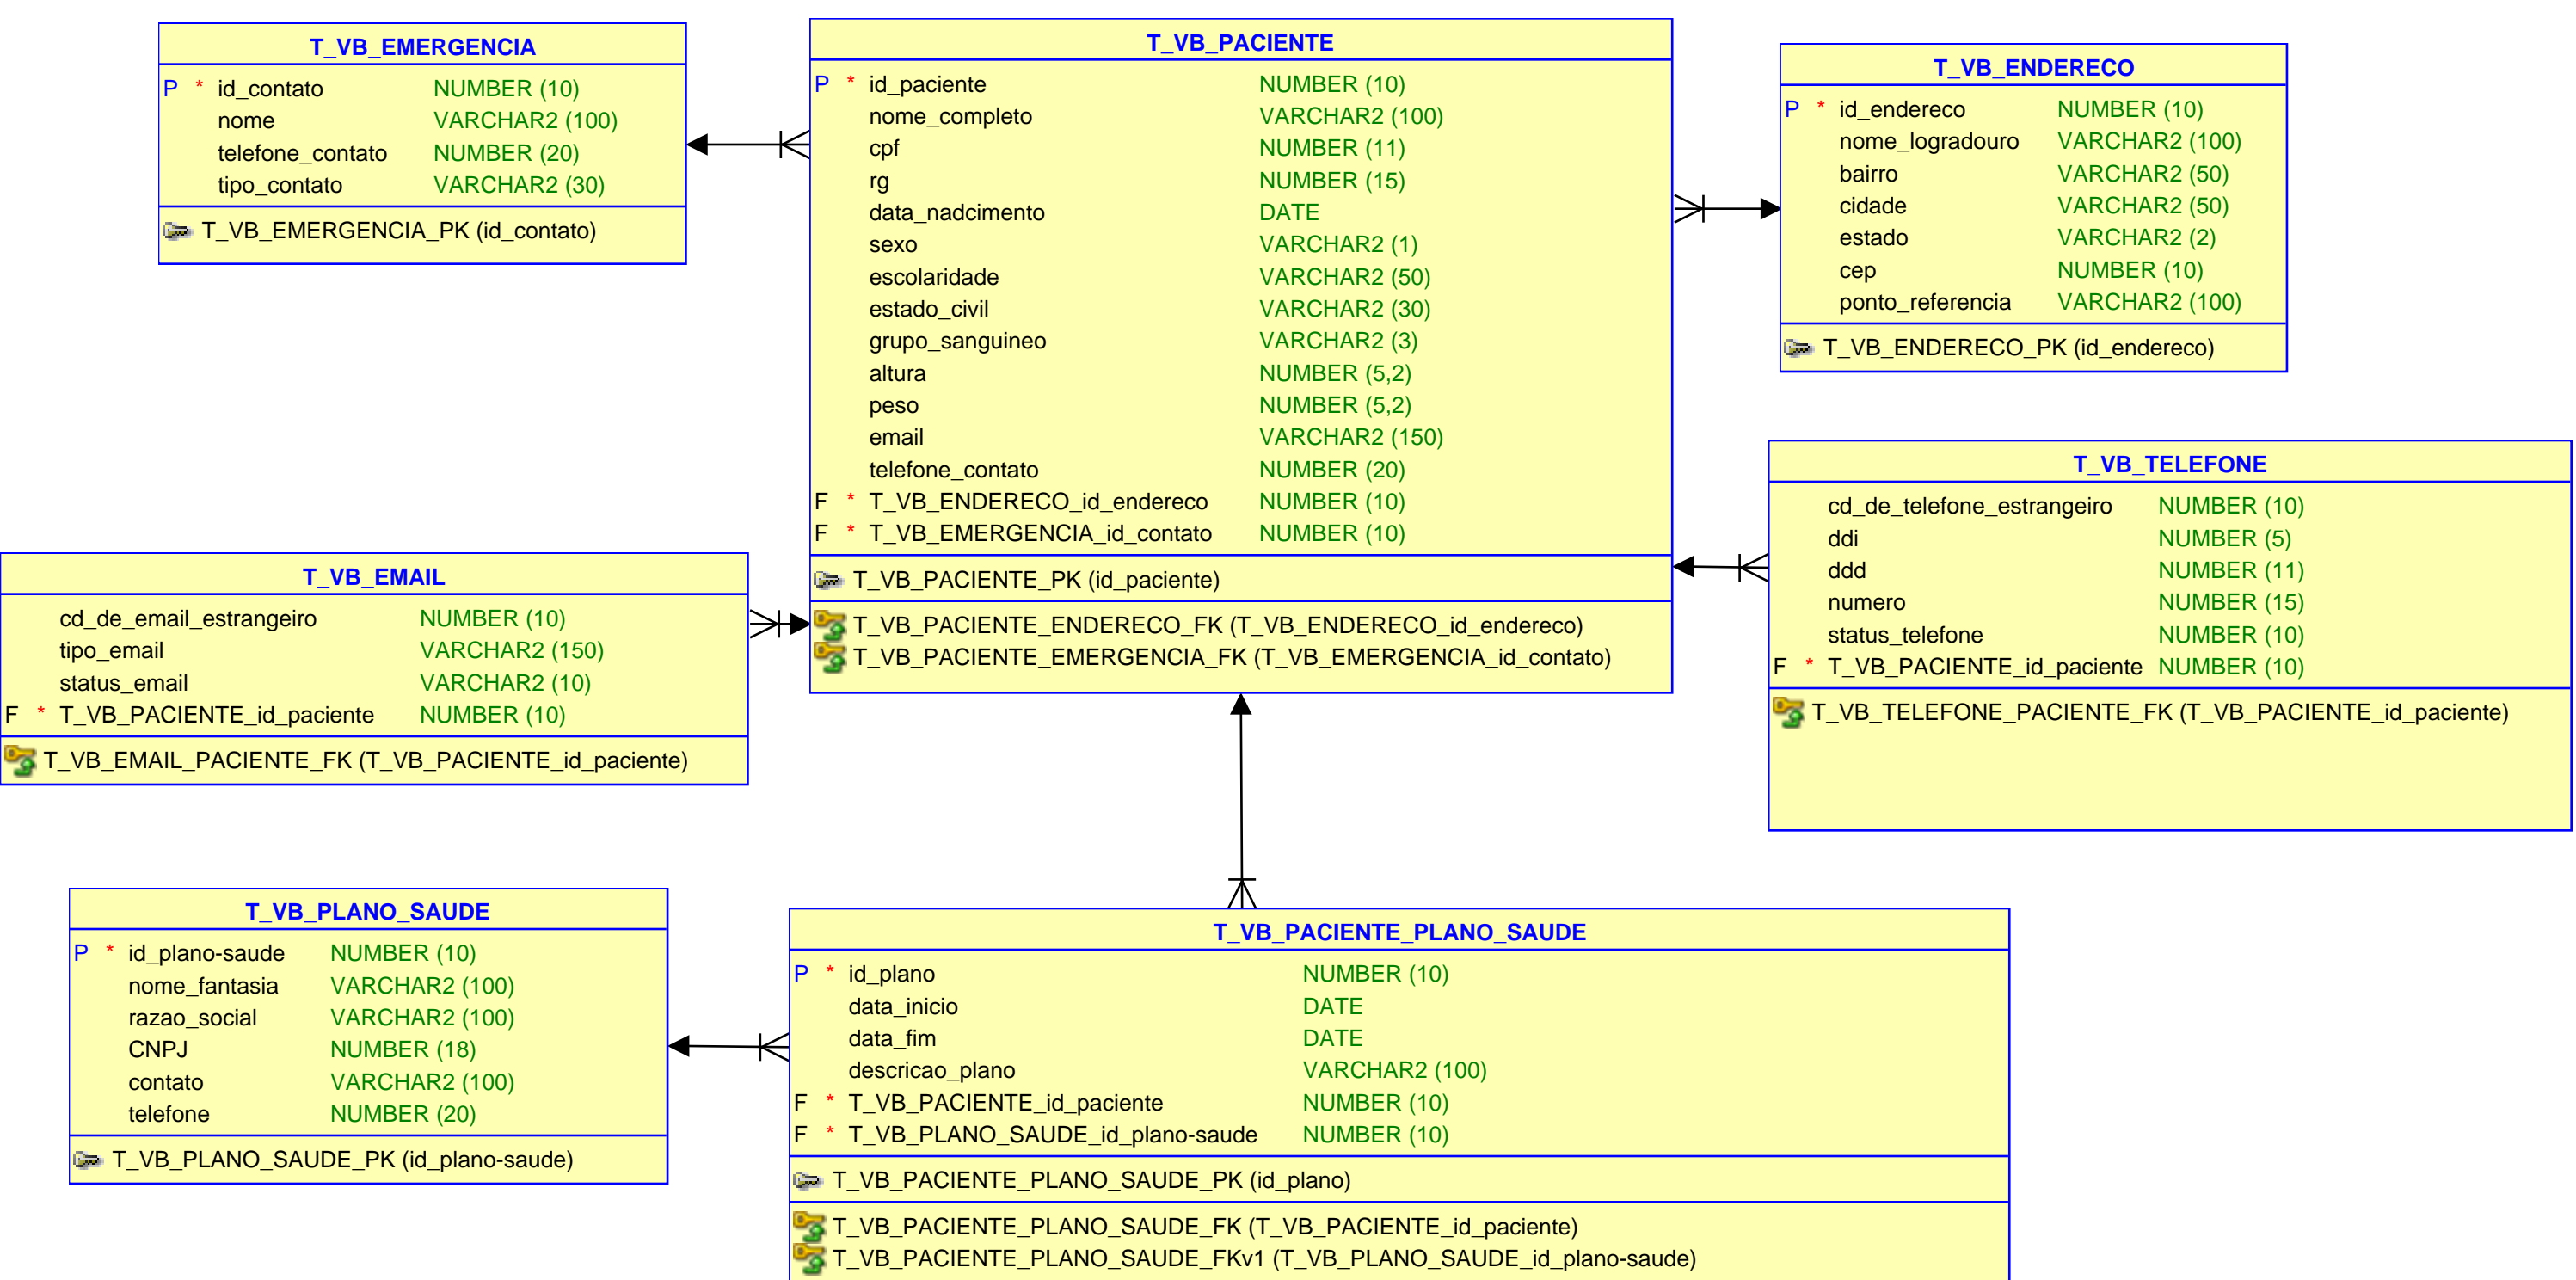 T_VB_EMERGENCIA
P * id_contato NUMBER (10)
nome VARCHAR2 (100)
telefone_contato NUMBER (20)
tipo_contato VARCHAR2 (30)
T_VB_EMERGENCIA_PK (id_contato)
T_VB_PACIENTE
P * id_paciente NUMBER (10)
nome_completo VARCHAR2 (100)
cpf NUMBER (11)
rg NUMBER (15)
data_nadcimento DATE
sexo VARCHAR2 (1)
escolaridade VARCHAR2 (50)
estado_civil VARCHAR2 (30)
grupo_sanguineo VARCHAR2 (3)
altura NUMBER (5,2)
peso NUMBER (5,2)
email VARCHAR2 (150)
telefone_contato NUMBER (20)
F * T_VB_ENDERECO_id_endereco NUMBER (10)
F * T_VB_EMERGENCIA_id_contato NUMBER (10)
T_VB_PACIENTE_PK (id_paciente)
T_VB_PACIENTE_ENDERECO_FK (T_VB_ENDERECO_id_endereco)
T_VB_PACIENTE_EMERGENCIA_FK (T_VB_EMERGENCIA_id_contato)
T_VB_ENDERECO
P * id_endereco NUMBER (10)
nome_logradouro VARCHAR2 (100)
bairro VARCHAR2 (50)
cidade VARCHAR2 (50)
estado VARCHAR2 (2)
cep NUMBER (10)
ponto_referencia VARCHAR2 (100)
T_VB_ENDERECO_PK (id_endereco)
T_VB_TELEFONE
cd_de_telefone_estrangeiro NUMBER (10)
ddi NUMBER (5)
ddd NUMBER (11)
numero NUMBER (15)
status_telefone NUMBER (10)
F * T_VB_PACIENTE_id_paciente NUMBER (10)
T_VB_TELEFONE_PACIENTE_FK (T_VB_PACIENTE_id_paciente)
T_VB_EMAIL
cd_de_email_estrangeiro NUMBER (10)
tipo_email VARCHAR2 (150)
status_email VARCHAR2 (10)
F * T_VB_PACIENTE_id_paciente NUMBER (10)
T_VB_EMAIL_PACIENTE_FK (T_VB_PACIENTE_id_paciente)
T_VB_PLANO_SAUDE
P * id_plano-saude NUMBER (10)
nome_fantasia VARCHAR2 (100)
razao_social VARCHAR2 (100)
CNPJ NUMBER (18)
contato VARCHAR2 (100)
telefone NUMBER (20)
T_VB_PLANO_SAUDE_PK (id_plano-saude)
T_VB_PACIENTE_PLANO_SAUDE
P * id_plano NUMBER (10)
data_inicio DATE
data_fim DATE
descricao_plano VARCHAR2 (100)
F * T_VB_PACIENTE_id_paciente NUMBER (10)
F * T_VB_PLANO_SAUDE_id_plano-saude NUMBER (10)
T_VB_PACIENTE_PLANO_SAUDE_PK (id_plano)
T_VB_PACIENTE_PLANO_SAUDE_FK (T_VB_PACIENTE_id_paciente)
T_VB_PACIENTE_PLANO_SAUDE_FKv1 (T_VB_PLANO_SAUDE_id_plano-saude)